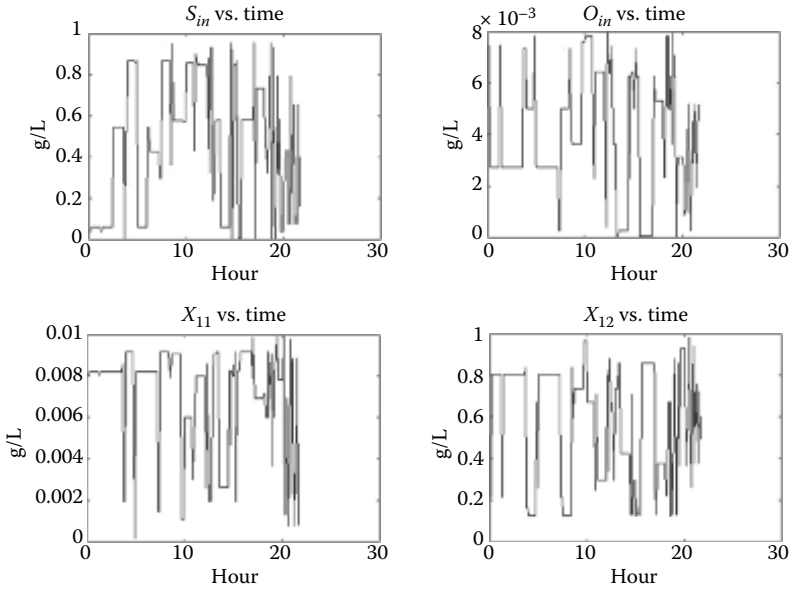 S_in vs. time
1
0.8
0.6
0.4
0.2
0
g/L
0 10 20 30
Hour
O_in vs. time
8 × 10⁻³
6
4
2
0
g/L
0 10 20 30
Hour
X₁₁ vs. time
0.01
0.008
0.006
0.004
0.002
0
g/L
0 10 20 30
Hour
X₁₂ vs. time
1
0.8
0.6
0.4
0.2
0
g/L
0 10 20 30
Hour